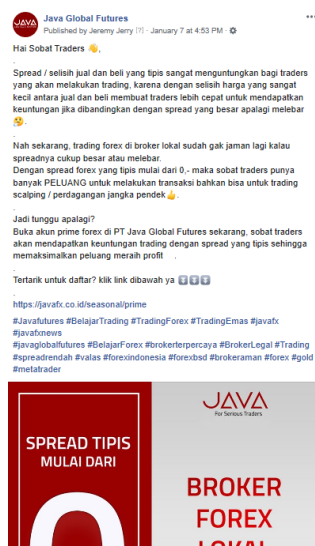 JAVA
Java Global Futures
Published by Jeremy Jerry [?] · January 7 at 4:53 PM ·
Hai Sobat Traders 👋,
.
Spread / selisih jual dan beli yang tipis sangat menguntungkan bagi traders
yang akan melakukan trading, karena dengan selisih harga yang sangat
kecil antara jual dan beli membuat traders lebih cepat untuk mendapatkan
keuntungan jika dibandingkan dengan spread yang besar apalagi melebar
🤔.
.
Nah sekarang, trading forex di broker lokal sudah gak jaman lagi kalau
spreadnya cukup besar atau melebar.
Dengan spread forex yang tipis mulai dari 0,- maka sobat traders punya
banyak PELUANG untuk melakukan transaksi bahkan bisa untuk trading
scalping / perdagangan jangka pendek👍.
.
Jadi tunggu apalagi?
Buka akun prime forex di PT Java Global Futures sekarang, sobat traders
akan mendapatkan keuntungan trading dengan spread yang tipis sehingga
memaksimalkan peluang meraih profit .
.
Tertarik untuk daftar? klik link dibawah ya ⬆⬆⬆
.
https://javafx.co.id/seasonal/prime
#Javafutures #BelajarTrading #TradingForex #TradingEmas #javafx
#javafxnews
#javaglobalfutures #BelajarForex #brokerterpercaya #BrokerLegal #Trading
#spreadrendah #valas #forexindonesia #forexbsd #brokeraman #forex #gold
#metatrader
JAVA
For Serious Traders
SPREAD TIPIS
MULAI DARI
BROKER
FOREX
LOKAL